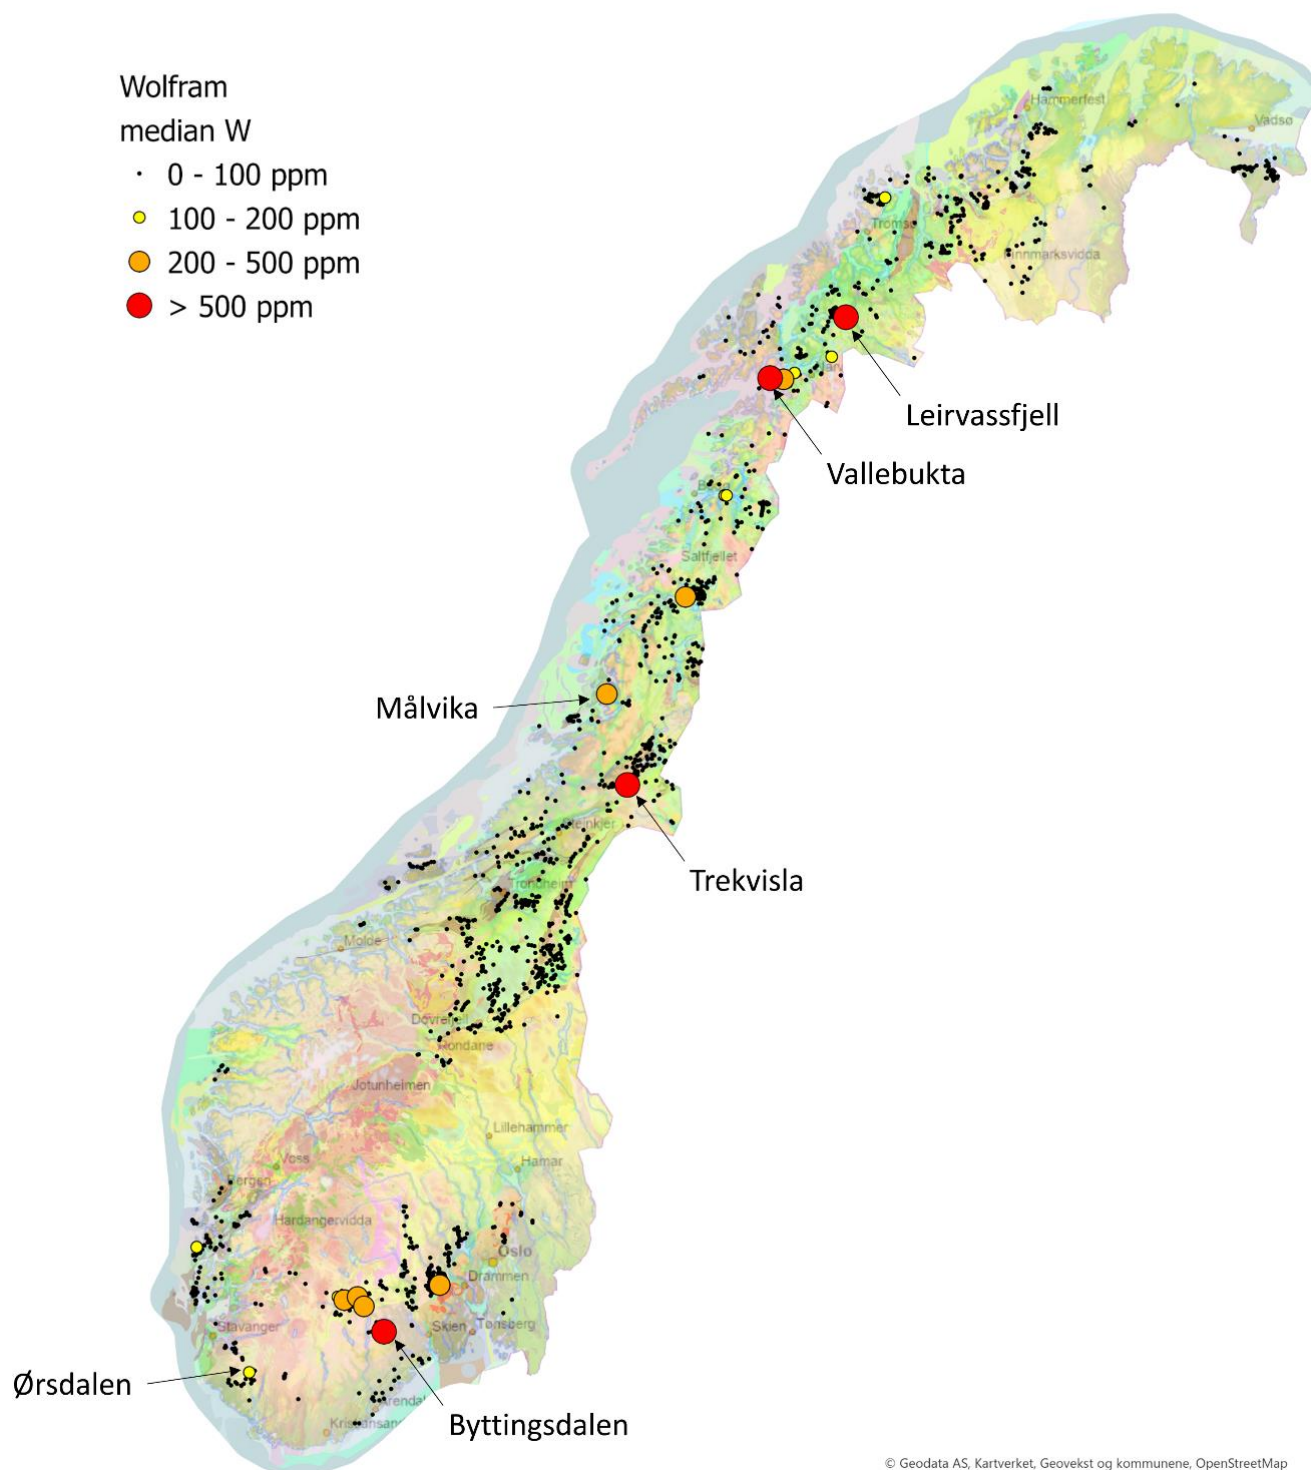 Wolfram
median W
0 - 100 ppm
100 - 200 ppm
200 - 500 ppm
> 500 ppm
Hammerfest
Vadsø
Tromsø
Finnmarksvidda
Leirvassfjell
Vallebukta
Saltfjellet
Målvika
Steinkjer
Trekvisla
Trondheim
Molde
Dovrefjell
Rondane
Jotunheimen
Lillehammer
Hamar
Voss
Bergen
Hardangervidda
Oslo
Drammen
Stavanger
Skien
Tønsberg
Ørsdalen
Arendal
Byttingsdalen
Kristiansand
© Geodata AS, Kartverket, Geovekst og kommunene, OpenStreetMap